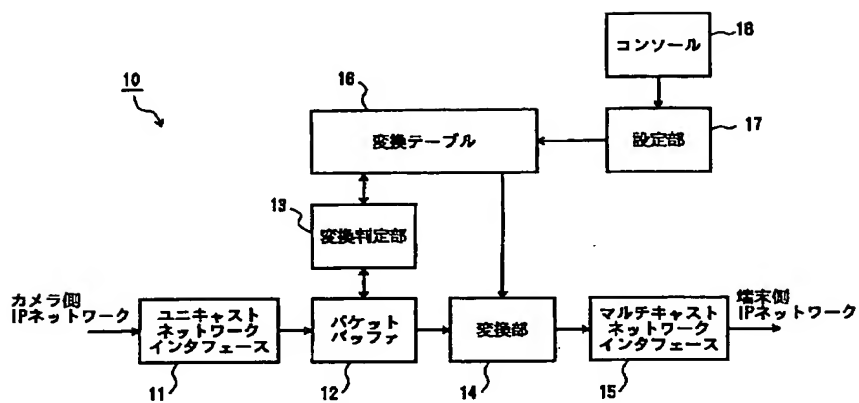 コンソール
18
10
16
変換テーブル
設定部
17
13
変換判定部
カメラ側
IPネットワーク
ユニキャスト
ネットワーク
インタフェース
パケット
バッファ
変換部
マルチキャスト
ネットワーク
インタフェース
端末側
IPネットワーク
11
12
14
15